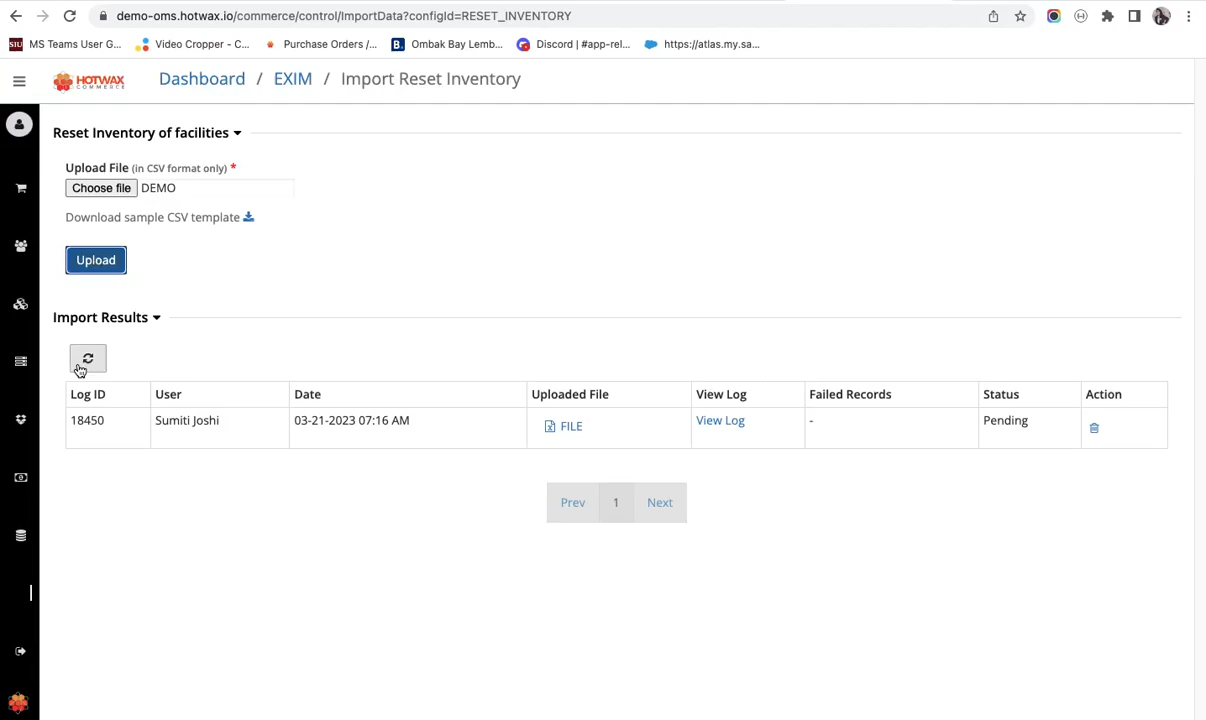 demo-oms.hotwax.io/commerce/control/ImportData?configId=RESET_INVENTORY
SIU MS Teams User G... Video Cropper - C... Purchase Orders /... B. Ombak Bay Lemb... Discord | #app-rel... https://atlas.my.sa...
HOTWAX COMMERCE Dashboard / EXIM / Import Reset Inventory
Reset Inventory of facilities
Upload File (in CSV format only) *
Choose file DEMO
Download sample CSV template
Upload
Import Results
Log ID User Date Uploaded File View Log Failed Records Status Action
18450 Sumiti Joshi 03-21-2023 07:16 AM FILE View Log - Pending
Prev 1 Next